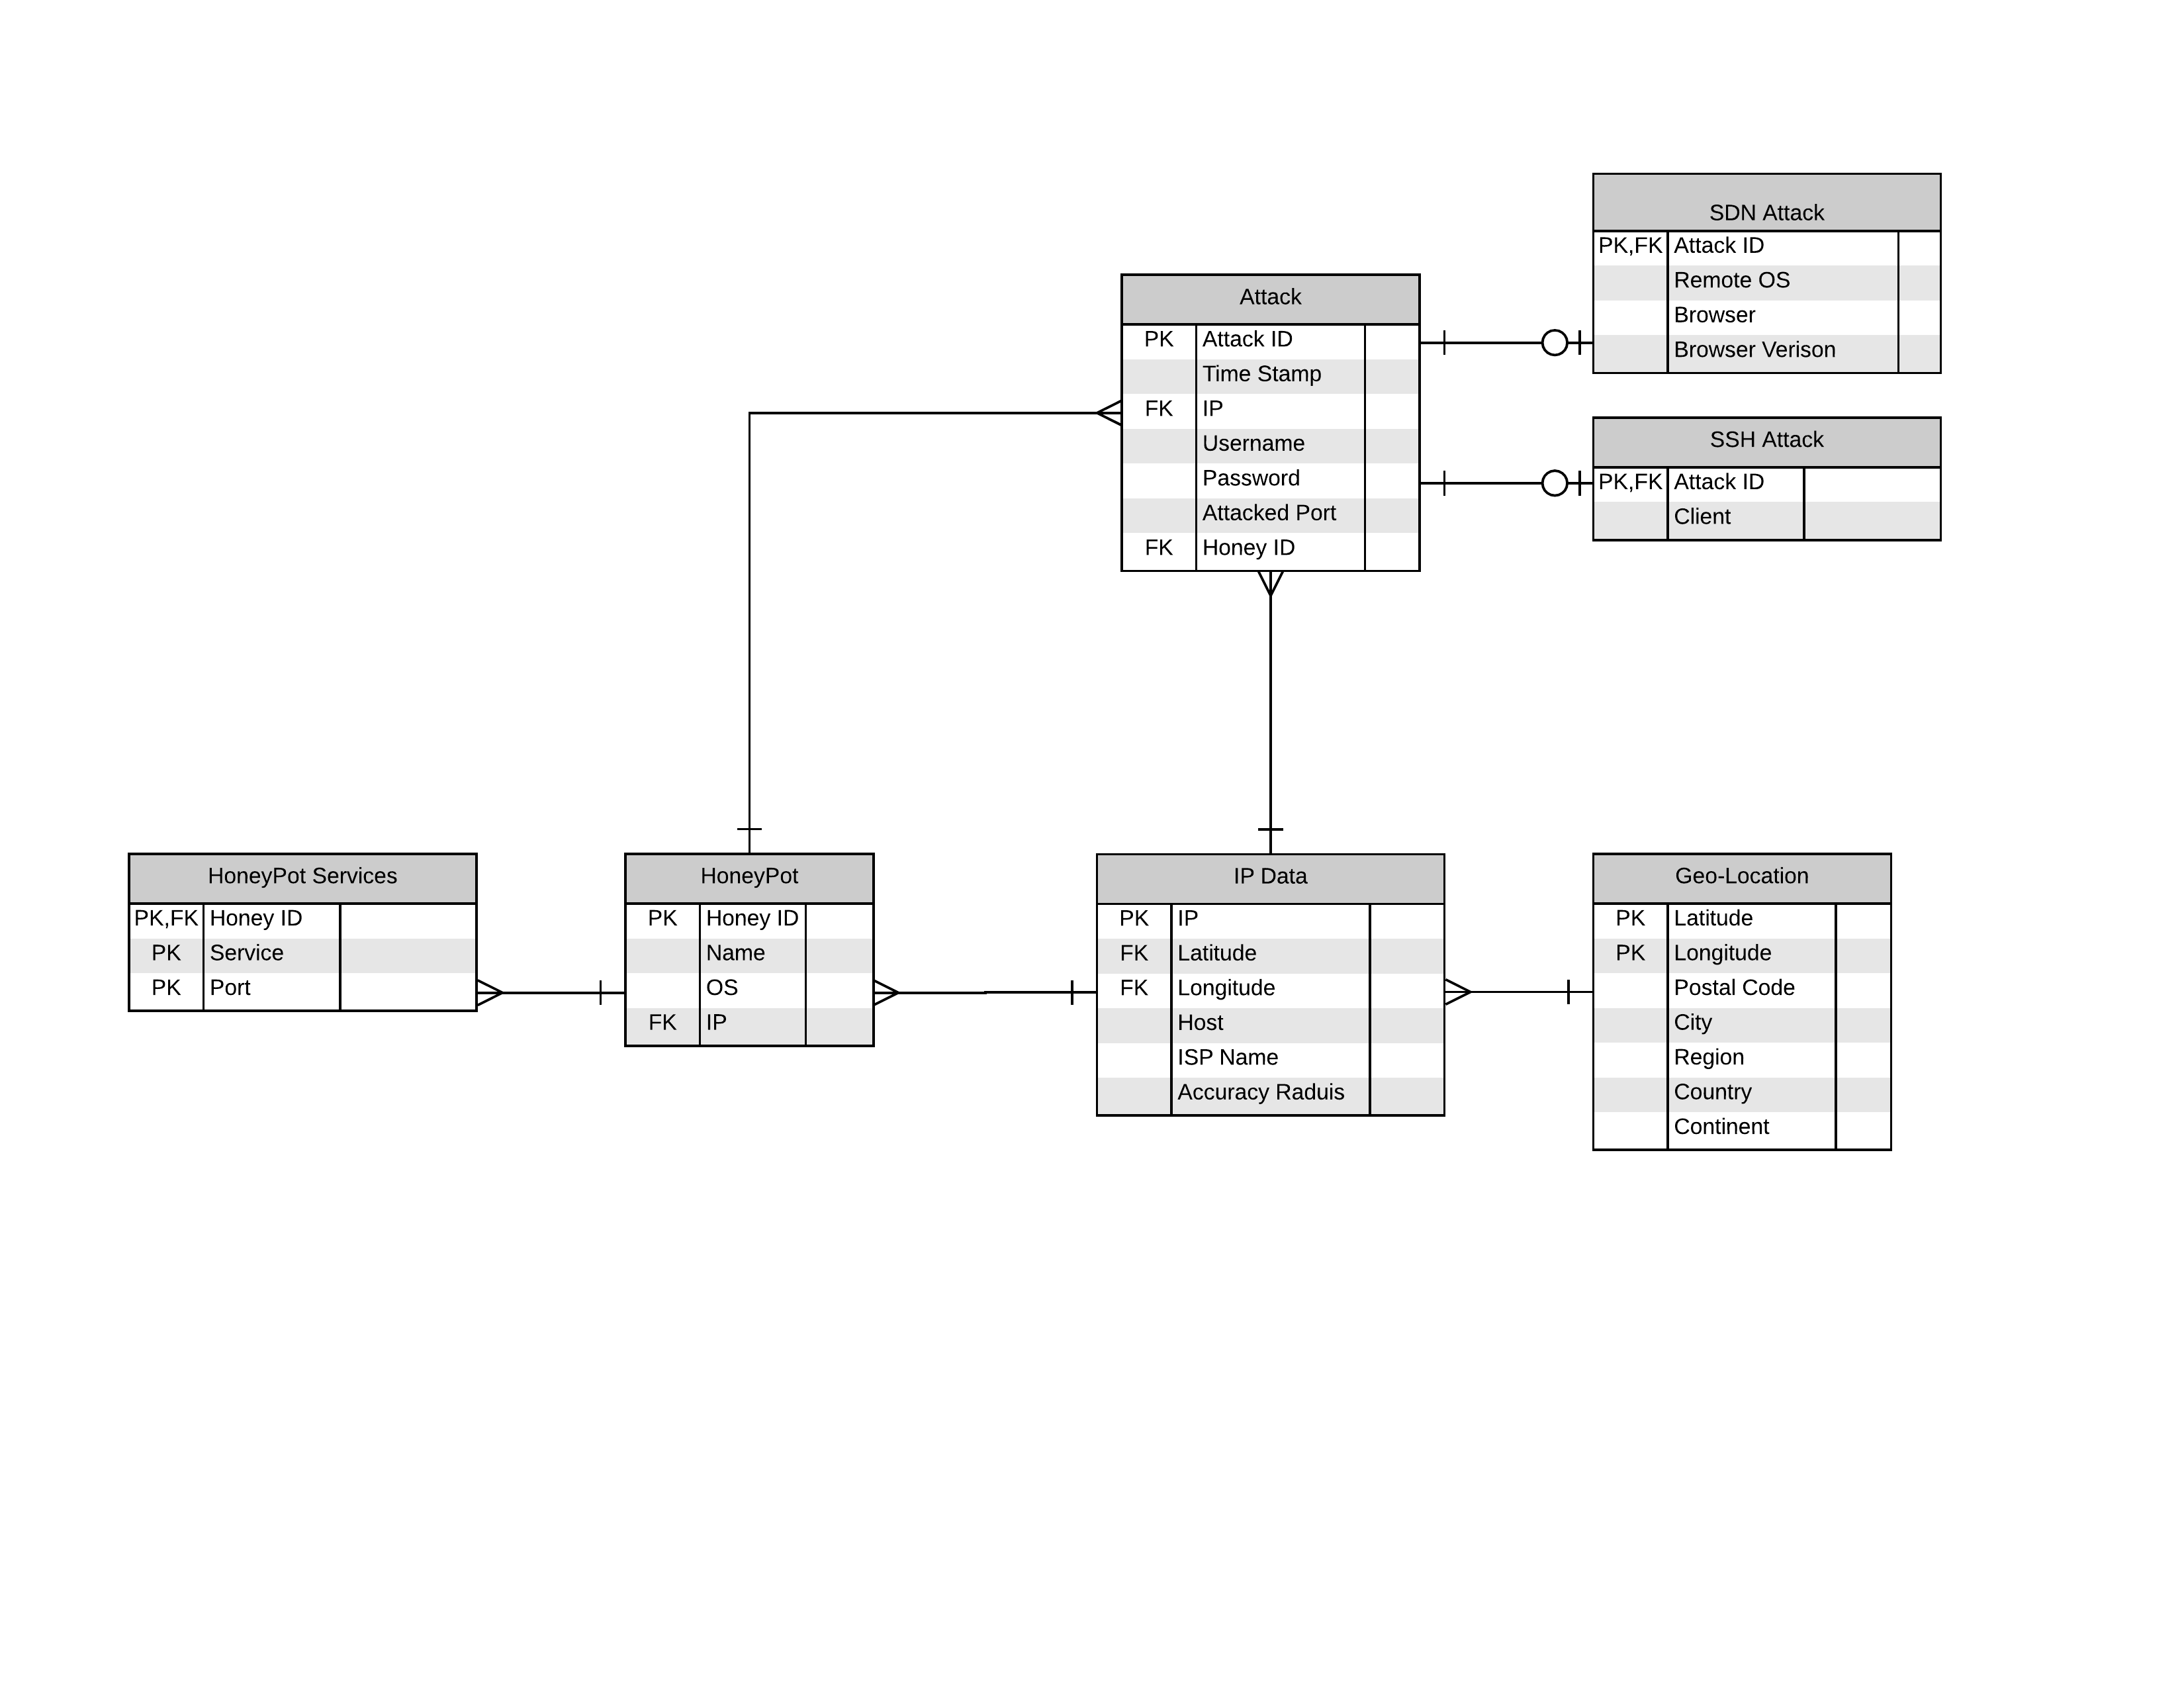 SDN Attack
PK,FK Attack ID
Remote OS
Browser
Browser Verison
Attack
PK Attack ID
Time Stamp
FK IP
Username
Password
Attacked Port
FK Honey ID
SSH Attack
PK,FK Attack ID
Client
HoneyPot Services
PK,FK Honey ID
PK Service
PK Port
HoneyPot
PK Honey ID
Name
OS
FK IP
IP Data
PK IP
FK Latitude
FK Longitude
Host
ISP Name
Accuracy Raduis
Geo-Location
PK Latitude
PK Longitude
Postal Code
City
Region
Country
Continent